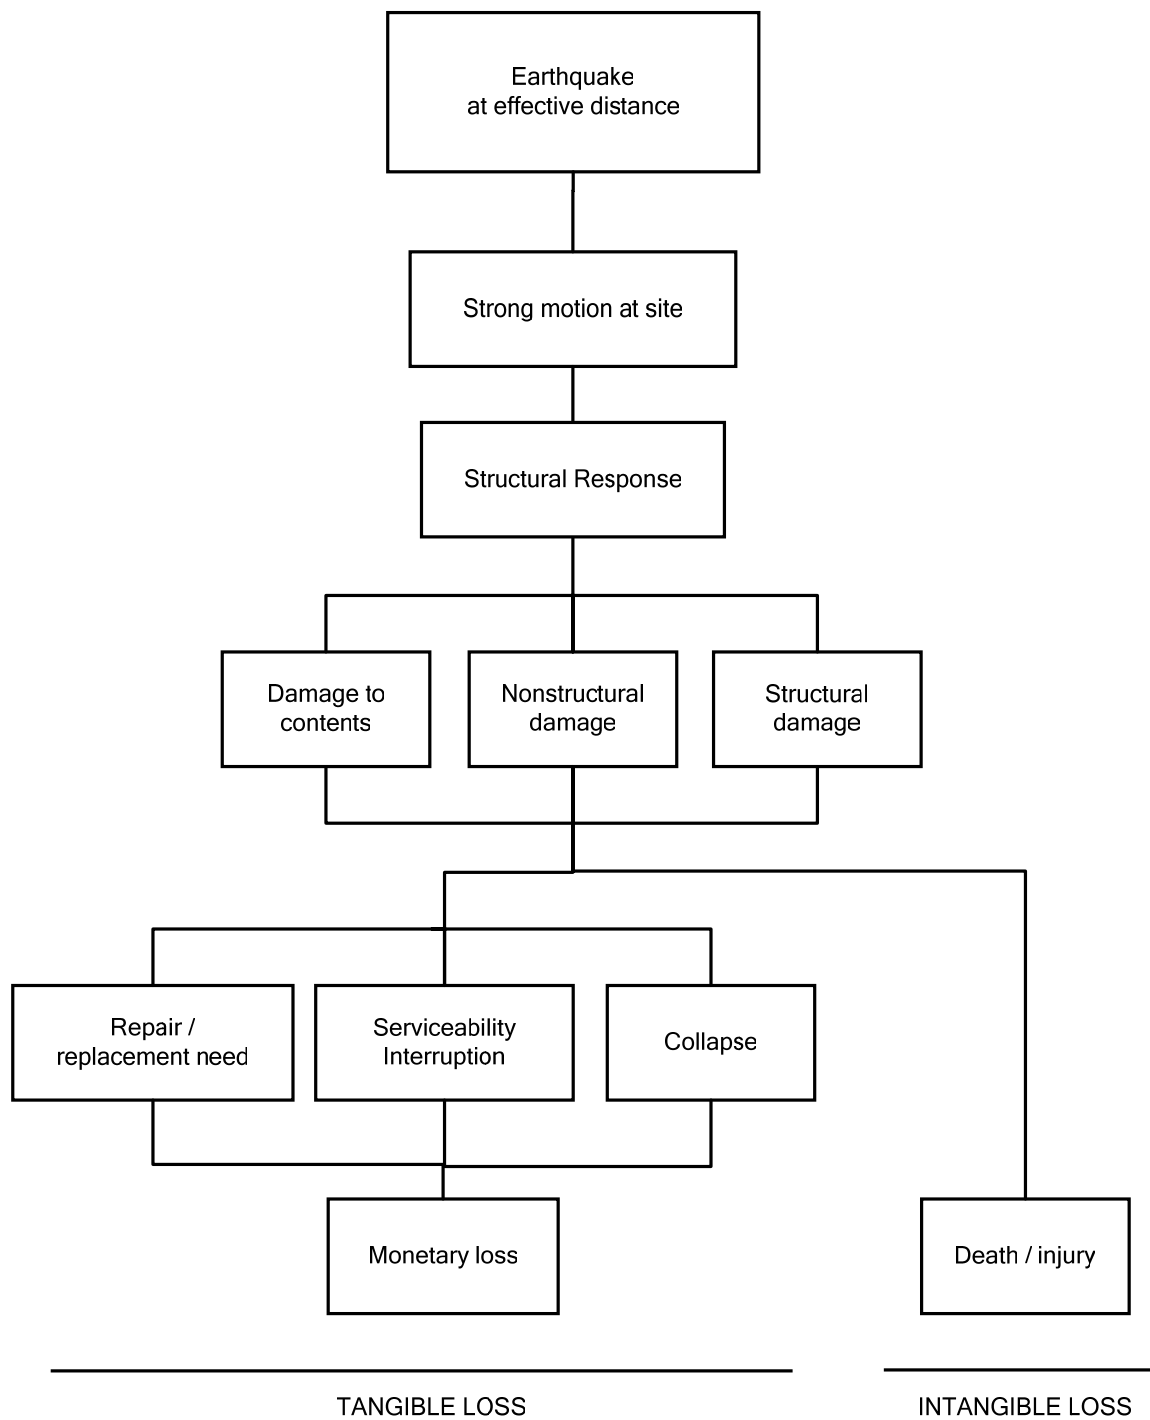 Earthquake
at effective distance
Strong motion at site
Structural Response
Damage to
contents
Nonstructural
damage
Structural
damage
Repair /
replacement need
Serviceability
Interruption
Collapse
Monetary loss
Death / injury
TANGIBLE LOSS
INTANGIBLE LOSS